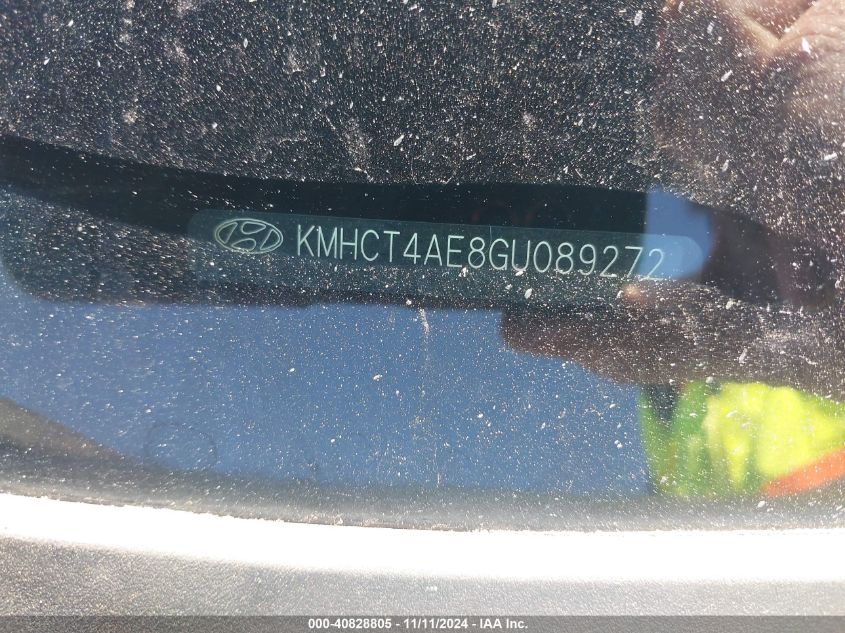 KMHCT4AE8GU089272
000-40828805 - 11/11/2024 - IAA Inc.